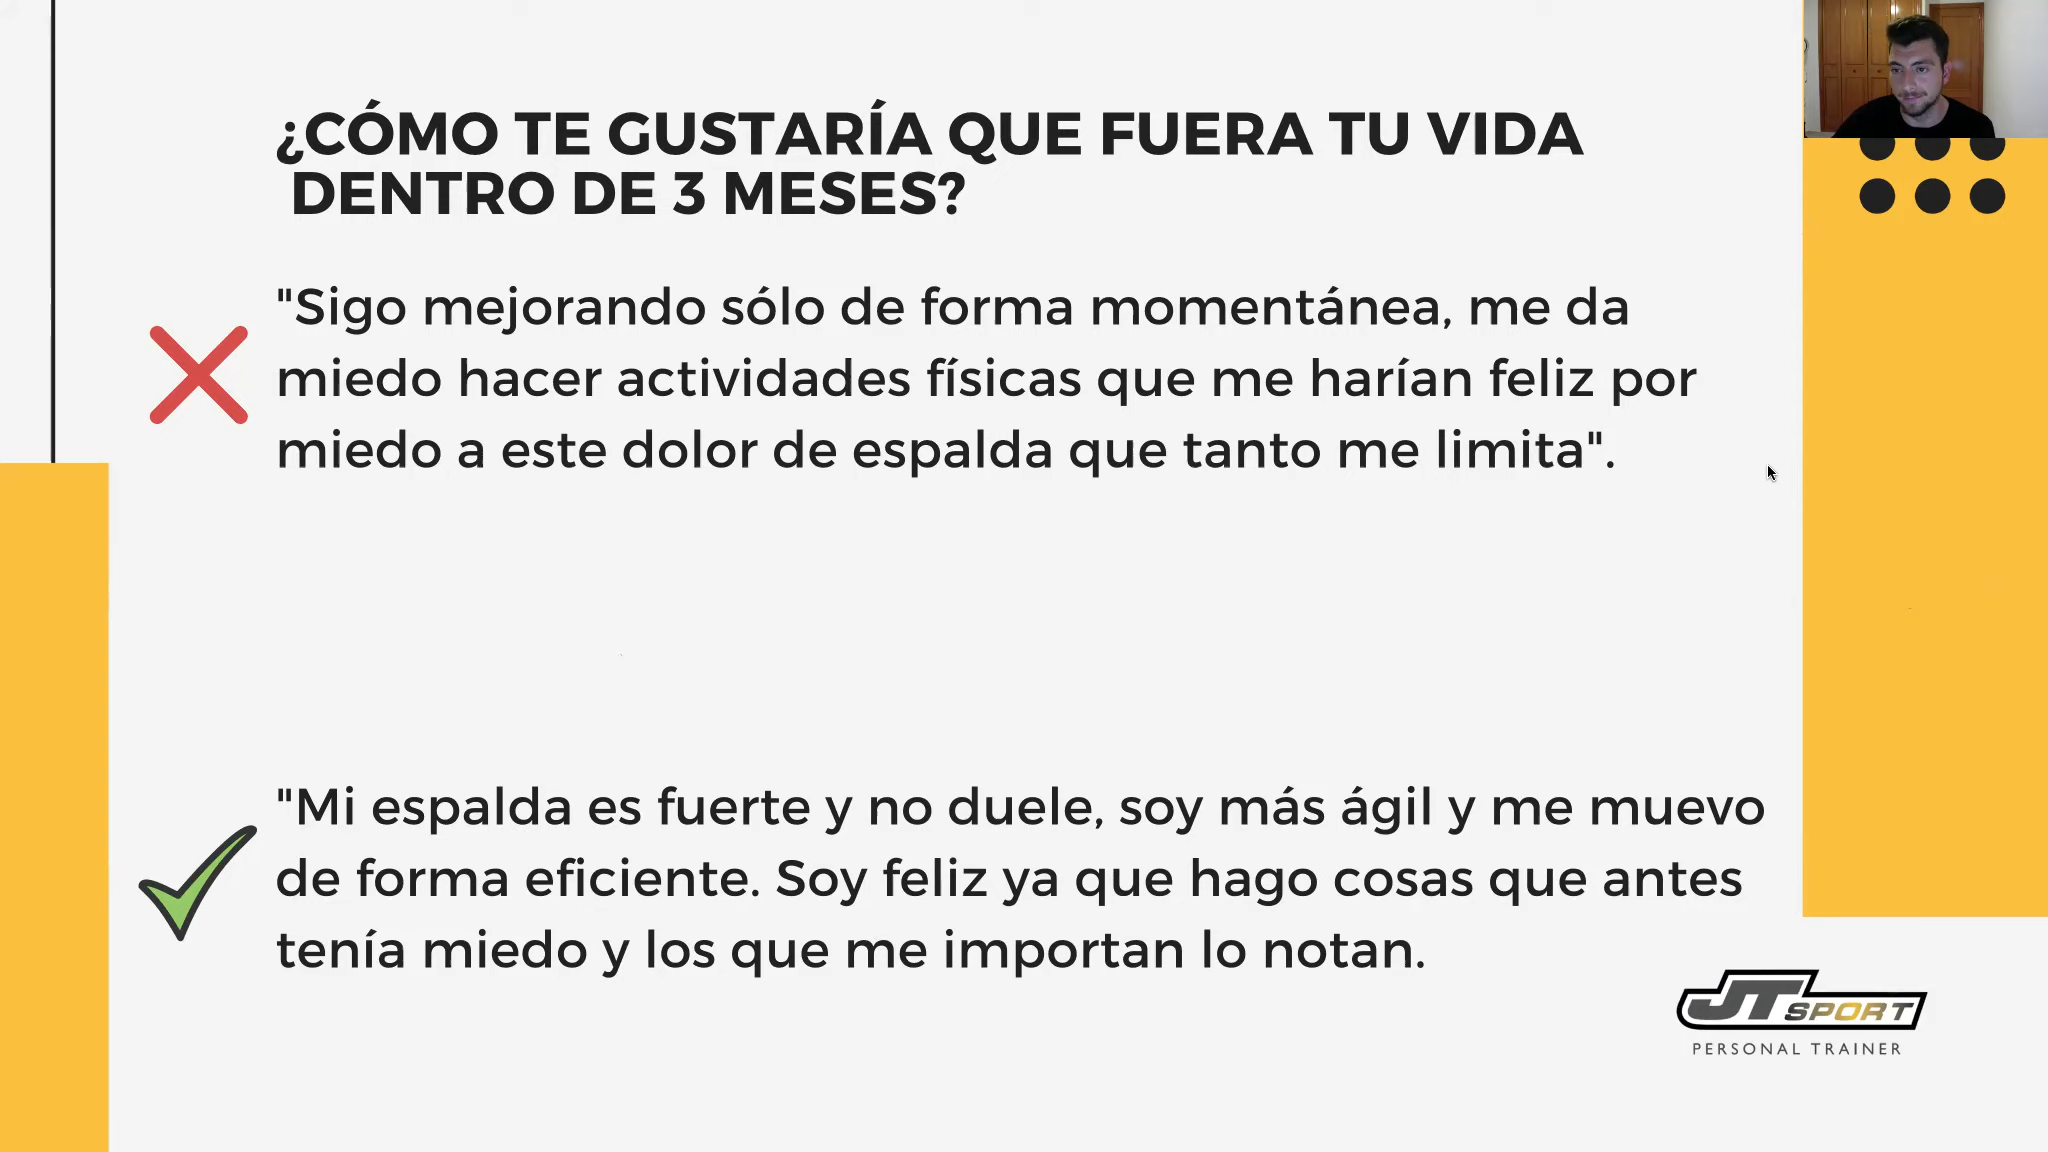 ¿CÓMO TE GUSTARÍA QUE FUERA TU VIDA
DENTRO DE 3 MESES?
"Sigo mejorando sólo de forma momentánea, me da
miedo hacer actividades físicas que me harían feliz por
miedo a este dolor de espalda que tanto me limita".
"Mi espalda es fuerte y no duele, soy más ágil y me muevo
de forma eficiente. Soy feliz ya que hago cosas que antes
tenía miedo y los que me importan lo notan.
JT SPORT
PERSONAL TRAINER